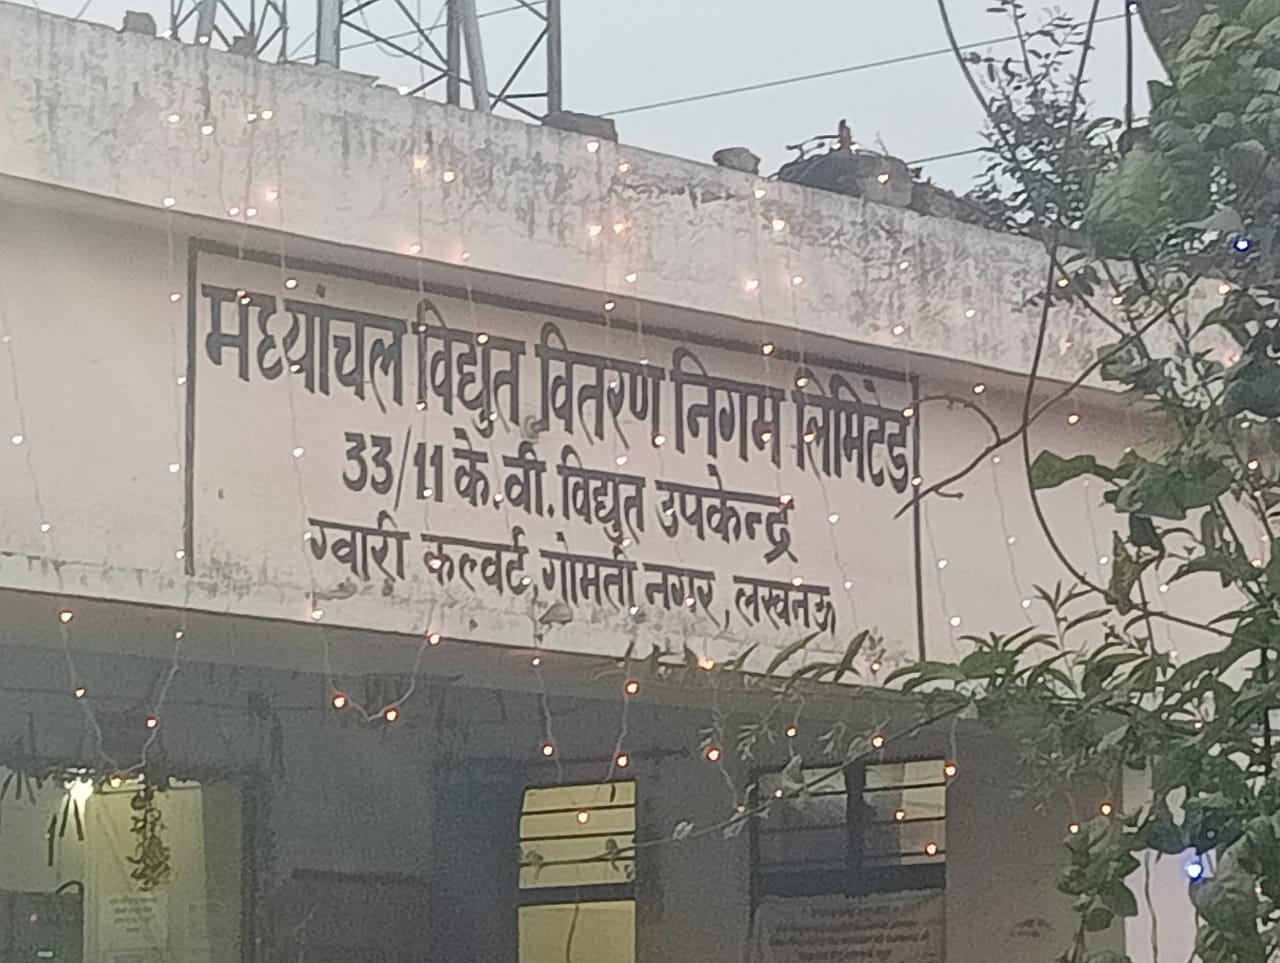 मध्यांचल विद्युत वितरण निगम लिमिटेड
33/11 के.वी. विद्युत उपकेन्द्र
ग्वारी कल्वर्ट, गोमती नगर, लखनऊ